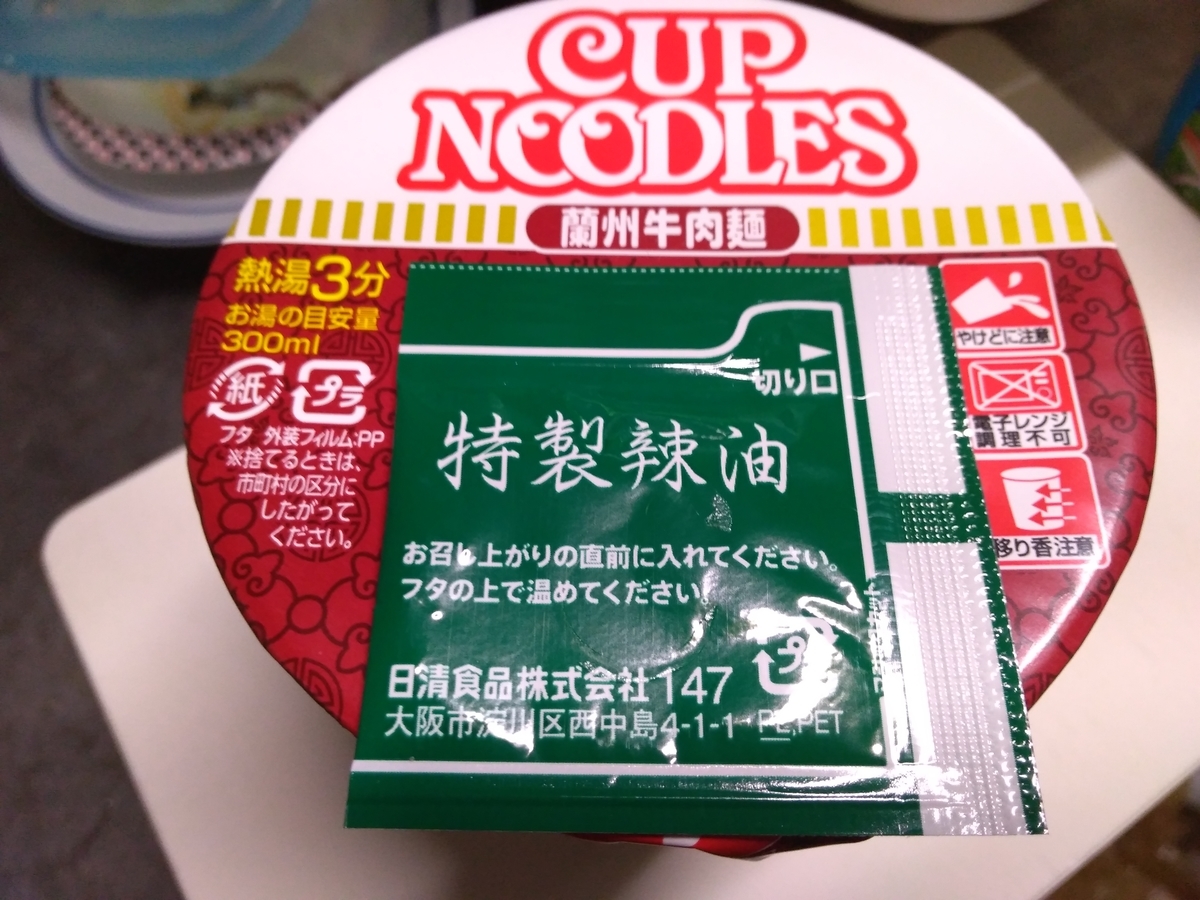 CUP
NOODLES
蘭州牛肉麺
熱湯3分
お湯の目安量
300ml
紙
プラ
フタ 外装フィルム:PP
※捨てるときは、
市町村の区分に
したがって
ください。
切り口
特製辣油
お召し上がりの直前に入れてください。
フタの上で温めてください
日清食品株式会社 147
大阪市淀川区西中島4-1-1
プラ
PE,PET
やけどに注意
電子レンジ
調理不可
移り香注意